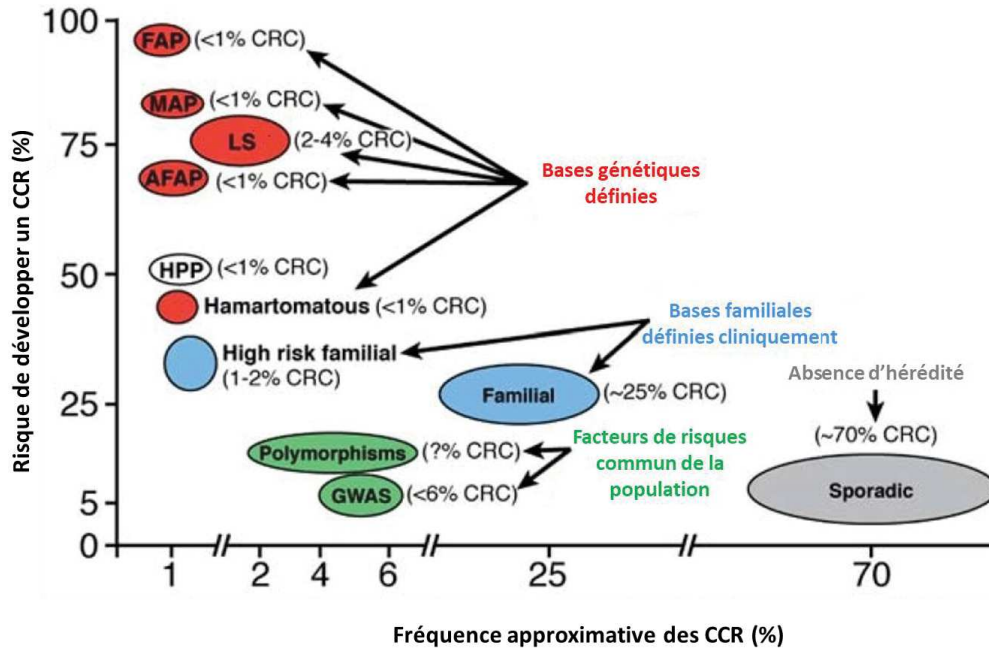 100
FAP (<1% CRC)
MAP (<1% CRC)
75
LS (2-4% CRC)
AFAP (<1% CRC)
Bases génétiques
définies
50
HPP (<1% CRC)
Hamartomatous (<1% CRC)
Bases familiales
définies cliniquement
High risk familial
(1-2% CRC)
25
Familial (~25% CRC)
Absence d'hérédité
(~70% CRC)
Sporadic
Polymorphisms (?% CRC)
GWAS (<6% CRC)
Facteurs de risques
commun de la
population
5
0
1 2 4 6 25 70
Risque de développer un CCR (%)
Fréquence approximative des CCR (%)